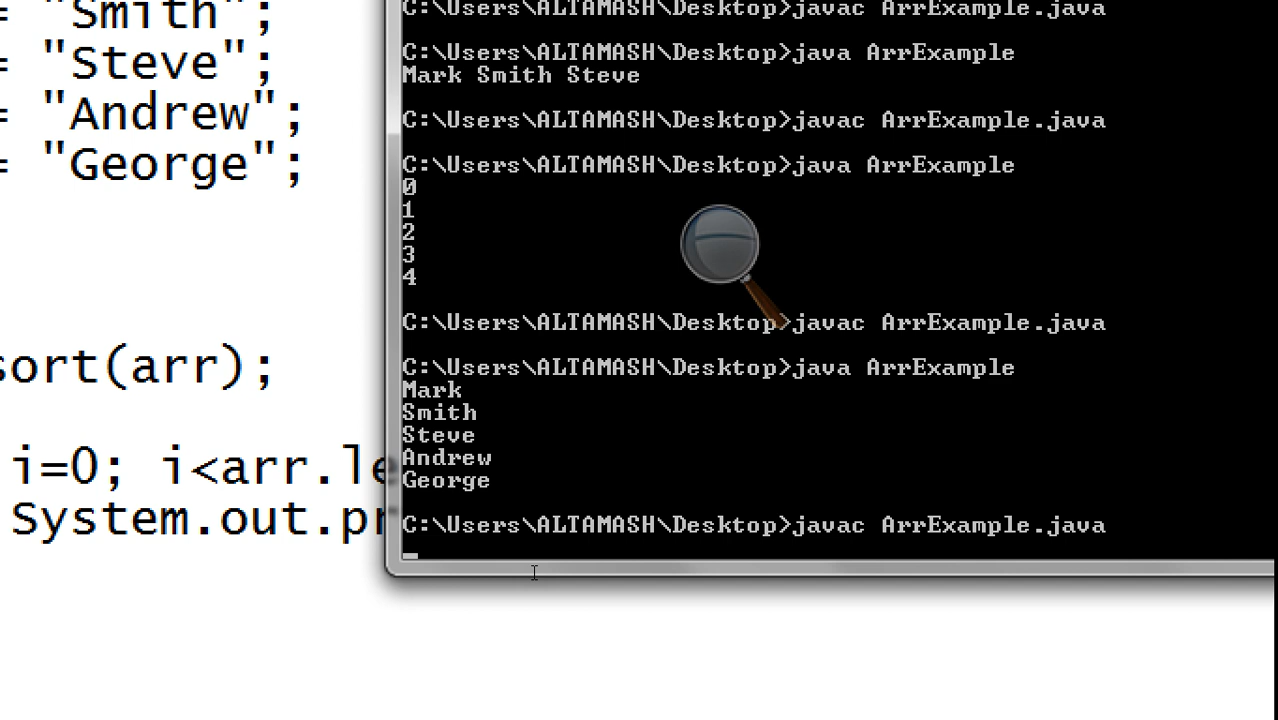 = "Smith";
= "Steve";
= "Andrew";
= "George";
sort(arr);
i=0; i<arr.le
System.out.pr
C:\Users\ALTAMASH\Desktop>javac ArrExample.java
C:\Users\ALTAMASH\Desktop>java ArrExample
Mark Smith Steve
C:\Users\ALTAMASH\Desktop>javac ArrExample.java
C:\Users\ALTAMASH\Desktop>java ArrExample
0
1
2
3
4
C:\Users\ALTAMASH\Desktop>javac ArrExample.java
C:\Users\ALTAMASH\Desktop>java ArrExample
Mark
Smith
Steve
Andrew
George
C:\Users\ALTAMASH\Desktop>javac ArrExample.java